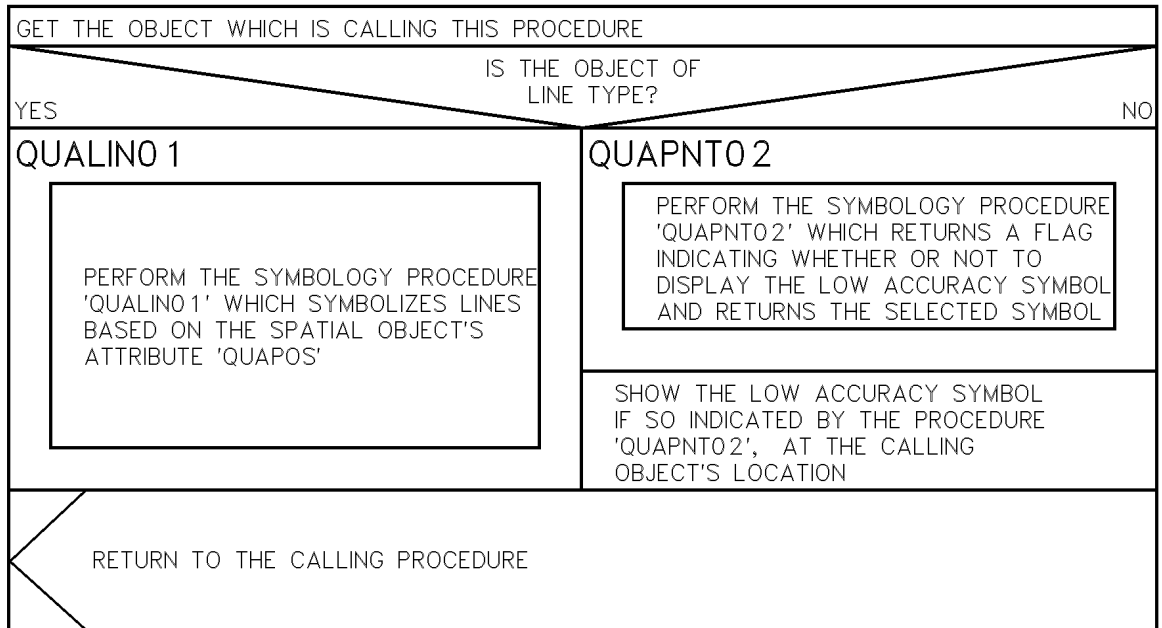 GET THE OBJECT WHICH IS CALLING THIS PROCEDURE
IS THE OBJECT OF
LINE TYPE?
YES
NO
QUALIN01
PERFORM THE SYMBOLOGY PROCEDURE
'QUALIN01' WHICH SYMBOLIZES LINES
BASED ON THE SPATIAL OBJECT'S
ATTRIBUTE 'QUAPOS'
QUAPNT02
PERFORM THE SYMBOLOGY PROCEDURE
'QUAPNT02' WHICH RETURNS A FLAG
INDICATING WHETHER OR NOT TO
DISPLAY THE LOW ACCURACY SYMBOL
AND RETURNS THE SELECTED SYMBOL
SHOW THE LOW ACCURACY SYMBOL
IF SO INDICATED BY THE PROCEDURE
'QUAPNT02', AT THE CALLING
OBJECT'S LOCATION
RETURN TO THE CALLING PROCEDURE